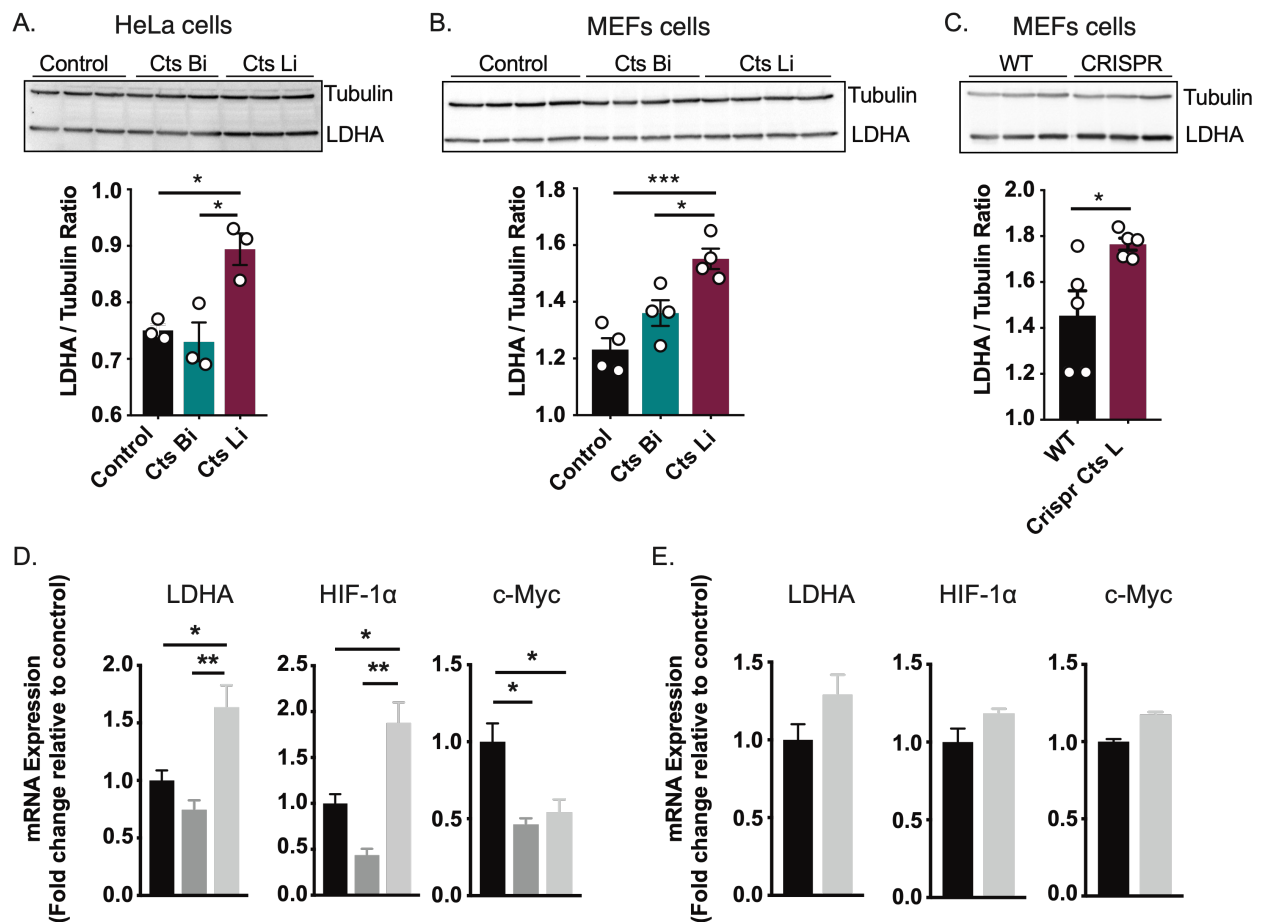 A.
HeLa cells
Control Cts Bi Cts Li
Tubulin
LDHA
LDHA / Tubulin Ratio
1.0
0.9
0.8
0.7
0.6
*
*
Control
Cts Bi
Cts Li
B.
MEFs cells
Control Cts Bi Cts Li
Tubulin
LDHA
LDHA / Tubulin Ratio
1.8
1.6
1.4
1.2
1.0
***
*
Control
Cts Bi
Cts Li
C.
MEFs cells
WT CRISPR
Tubulin
LDHA
LDHA / Tubulin Ratio
2.0
1.8
1.6
1.4
1.2
1.0
*
WT
Crispr Cts L
D.
mRNA Expression
(Fold change relative to conctrol)
LDHA
2.0
1.5
1.0
0.5
0.0
*
**
HIF-1α
2.5
2.0
1.5
1.0
0.5
0.0
*
**
c-Myc
1.5
1.0
0.5
0.0
*
*
E.
mRNA Expression
(Fold change relative to conctrol)
LDHA
1.5
1.0
0.5
0.0
HIF-1α
1.5
1.0
0.5
0.0
c-Myc
1.5
1.0
0.5
0.0